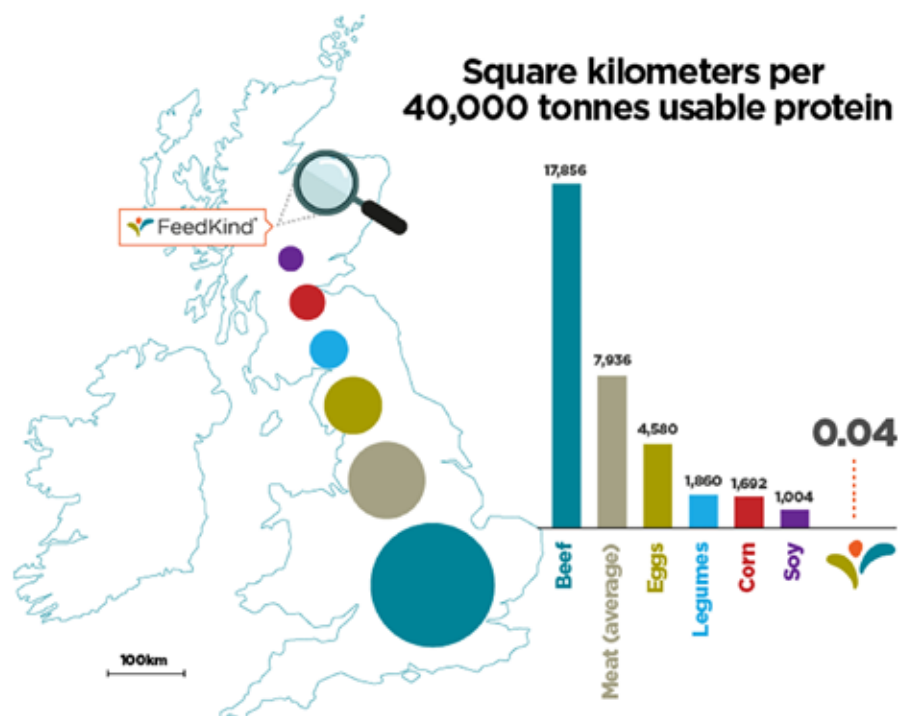 Square kilometers per
40,000 tonnes usable protein
FeedKind®
17,856
7,936
4,580
1,860
1,692
1,004
0.04
Beef
Meat (average)
Eggs
Legumes
Corn
Soy
100km